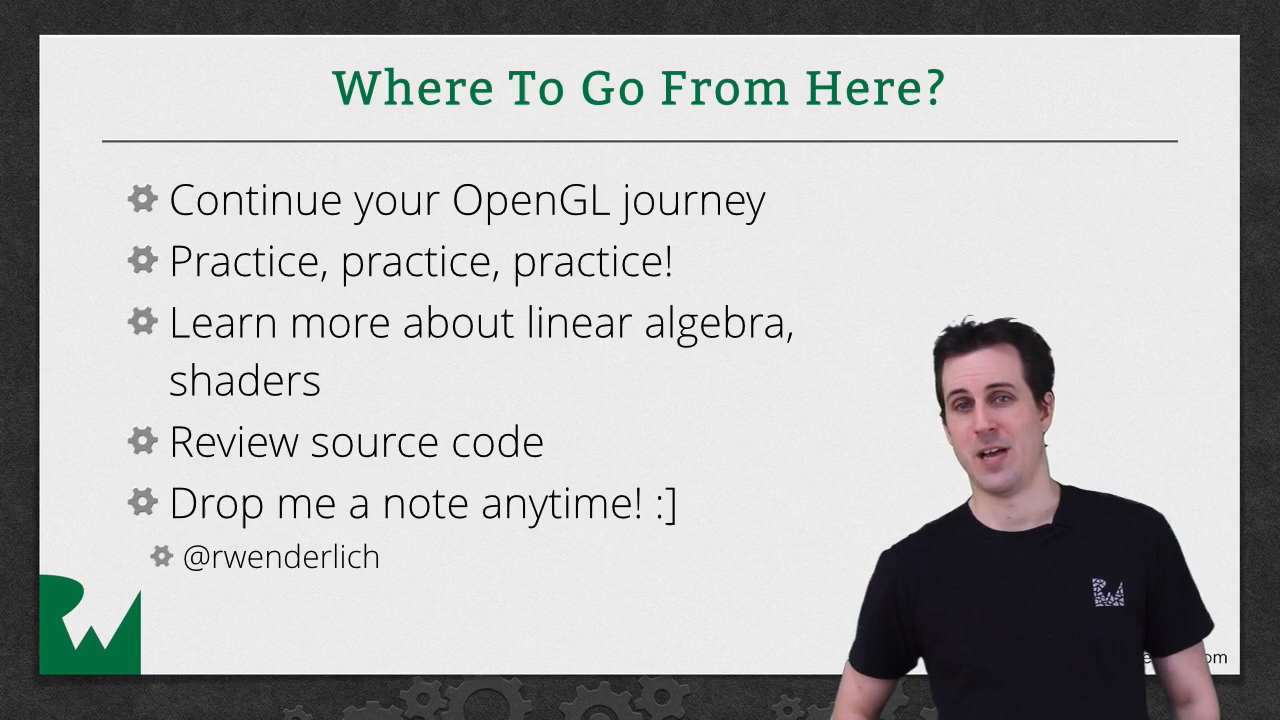 Where To Go From Here?
Continue your OpenGL journey
Practice, practice, practice!
Learn more about linear algebra,
shaders
Review source code
Drop me a note anytime! :]
@rwenderlich